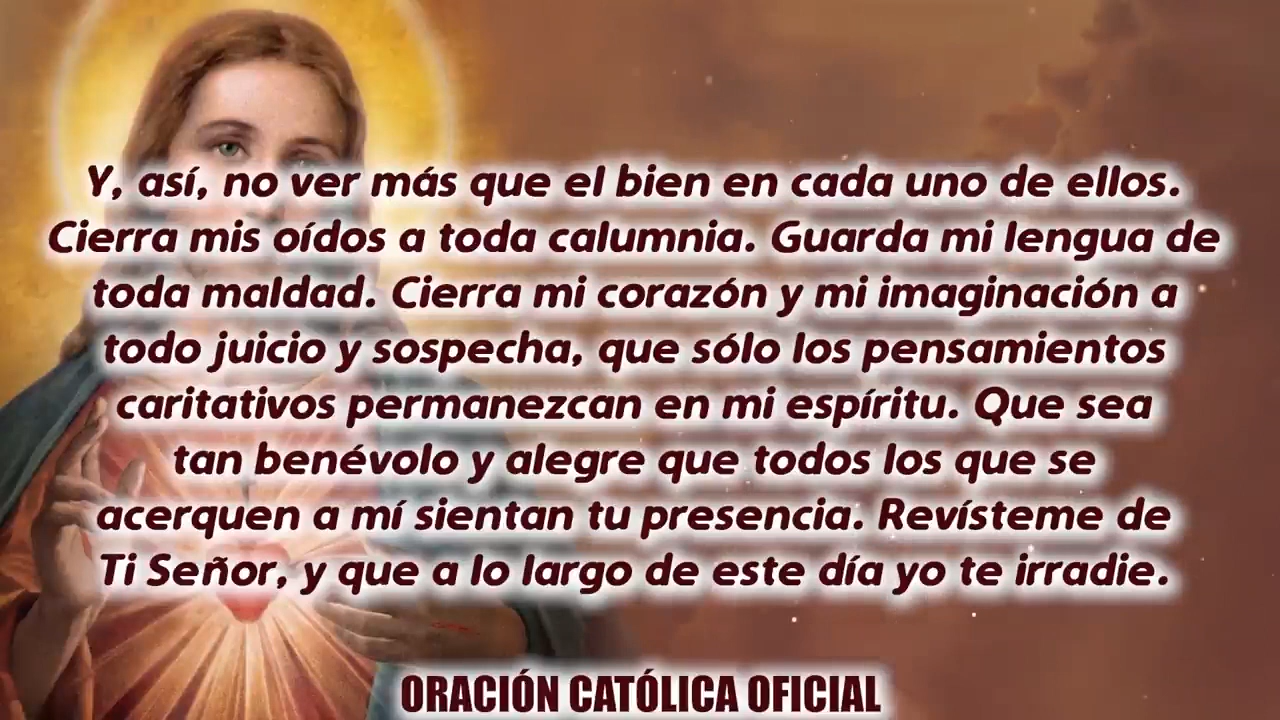 Y, así, no ver más que el bien en cada uno de ellos.
Cierra mis oídos a toda calumnia. Guarda mi lengua de
toda maldad. Cierra mi corazón y mi imaginación a
todo juicio y sospecha, que sólo los pensamientos
caritativos permanezcan en mi espíritu. Que sea
tan benévolo y alegre que todos los que se
acerquen a mí sientan tu presencia. Revísteme de
Ti Señor, y que a lo largo de este día yo te irradie.
ORACIÓN CATÓLICA OFICIAL